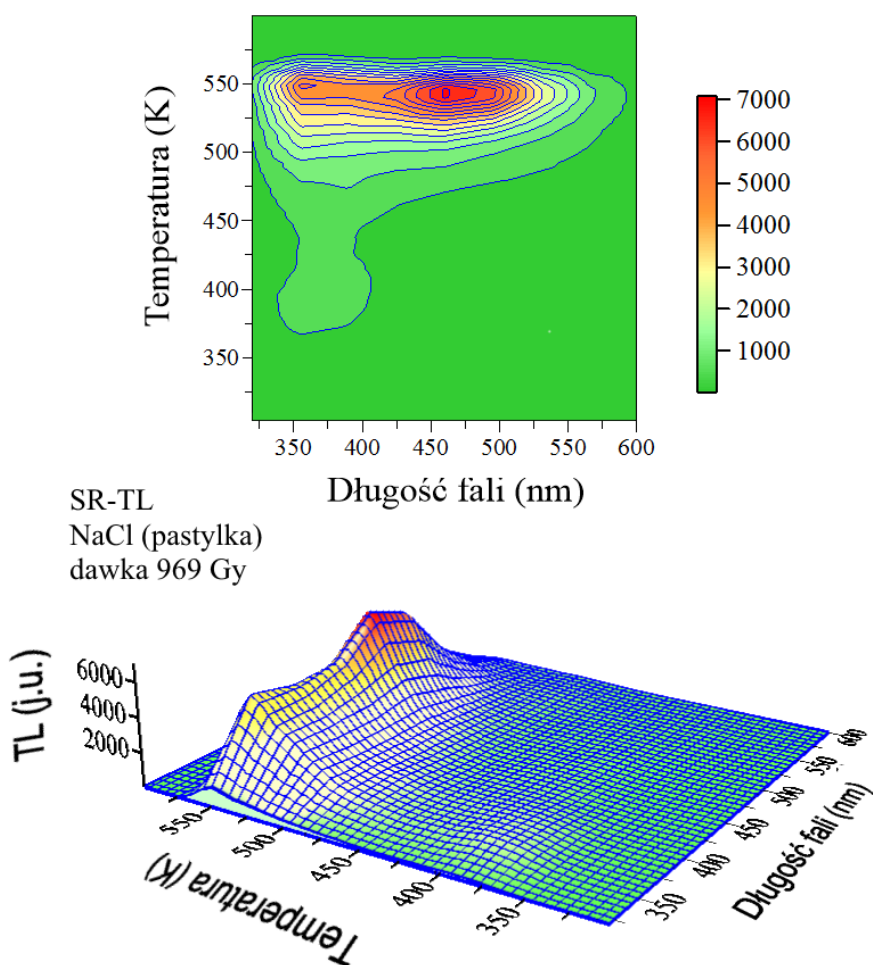 Temperatura (K)
550
500
450
400
350
350 400 450 500 550 600
Długość fali (nm)
7000
6000
5000
4000
3000
2000
1000
SR-TL
NaCl (pastylka)
dawka 969 Gy
TL (j.u.)
6000
4000
2000
550 500 450 400 350
Temperatura (K)
350 400 450 500 550 600
Długość fali (nm)